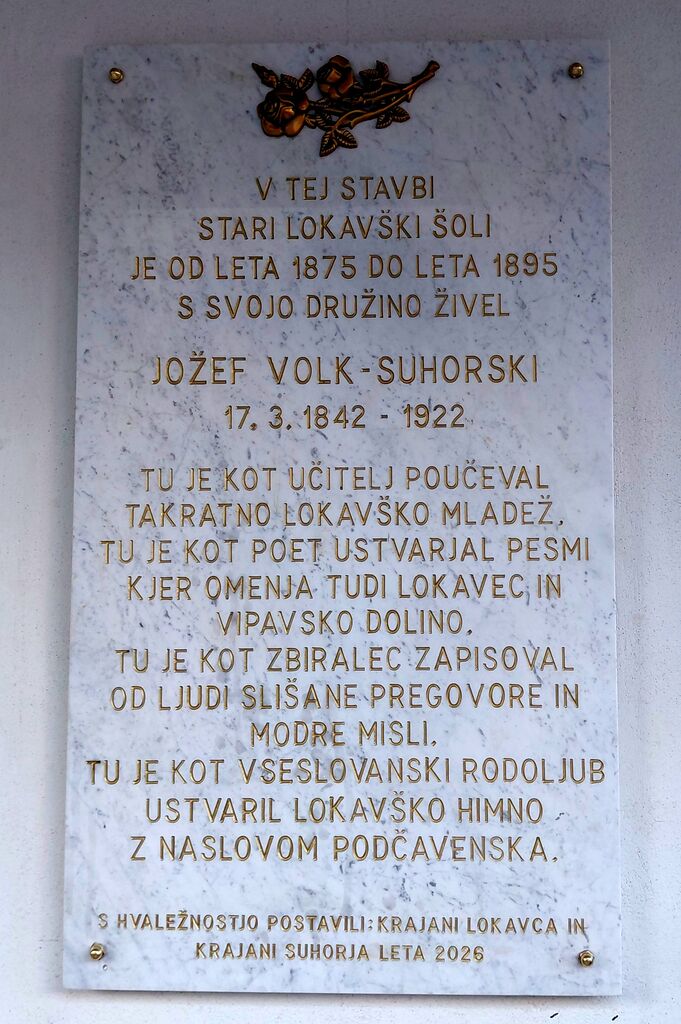 V TEJ STAVBI
STARI LOKAVŠKI ŠOLI
JE OD LETA 1875 DO LETA 1895
S SVOJO DRUŽINO ŽIVEL
JOŽEF VOLK - SUHORSKI
17. 3. 1842 - 1922
TU JE KOT UČITELJ POUČEVAL
TAKRATNO LOKAVŠKO MLADEŽ.
TU JE KOT POET USTVARJAL PESMI
KJER OMENJA TUDI LOKAVEC IN
VIPAVSKO DOLINO.
TU JE KOT ZBIRALEC ZAPISOVAL
OD LJUDI SLIŠANE PREGOVORE IN
MODRE MISLI.
TU JE KOT VSESLOVANSKI RODOLJUB
USTVARIL LOKAVŠKO HIMNO
Z NASLOVOM PODČAVENSKA.
S HVALEŽNOSTJO POSTAVILI: KRAJANI LOKAVCA IN
KRAJANI SUHORJA LETA 2026